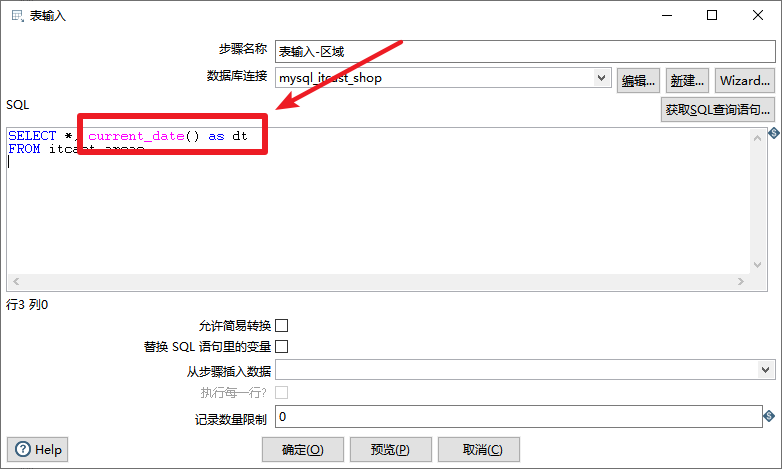 表输入
步骤名称 表输入-区域
数据库连接 mysql_itcast_shop 编辑... 新建... Wizard...
SQL 获取SQL查询语句...
SELECT *, current_date() as dt
FROM itcast_areas
行3 列0
允许简易转换
替换 SQL 语句里的变量
从步骤插入数据
执行每一行?
记录数量限制 0
Help 确定(O) 预览(P) 取消(C)